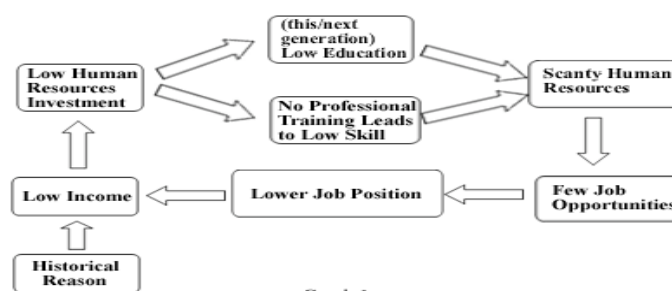 (this/next
generation)
Low Education
Low Human
Resources
Investment
Scanty Human
Resources
No Professional
Training Leads
to Low Skill
Low Income
Lower Job Position
Few Job
Opportunities
Historical
Reason